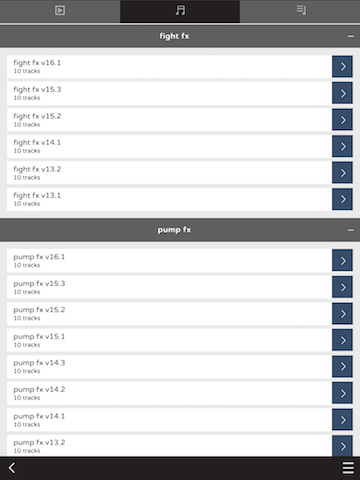 fight fx
fight fx v16.1
10 tracks
fight fx v15.3
10 tracks
fight fx v15.2
10 tracks
fight fx v14.1
10 tracks
fight fx v13.2
10 tracks
fight fx v13.1
10 tracks
pump fx
pump fx v16.1
10 tracks
pump fx v15.3
10 tracks
pump fx v15.2
10 tracks
pump fx v15.1
10 tracks
pump fx v14.3
10 tracks
pump fx v14.2
10 tracks
pump fx v14.1
10 tracks
pump fx v13.2
10 tracks